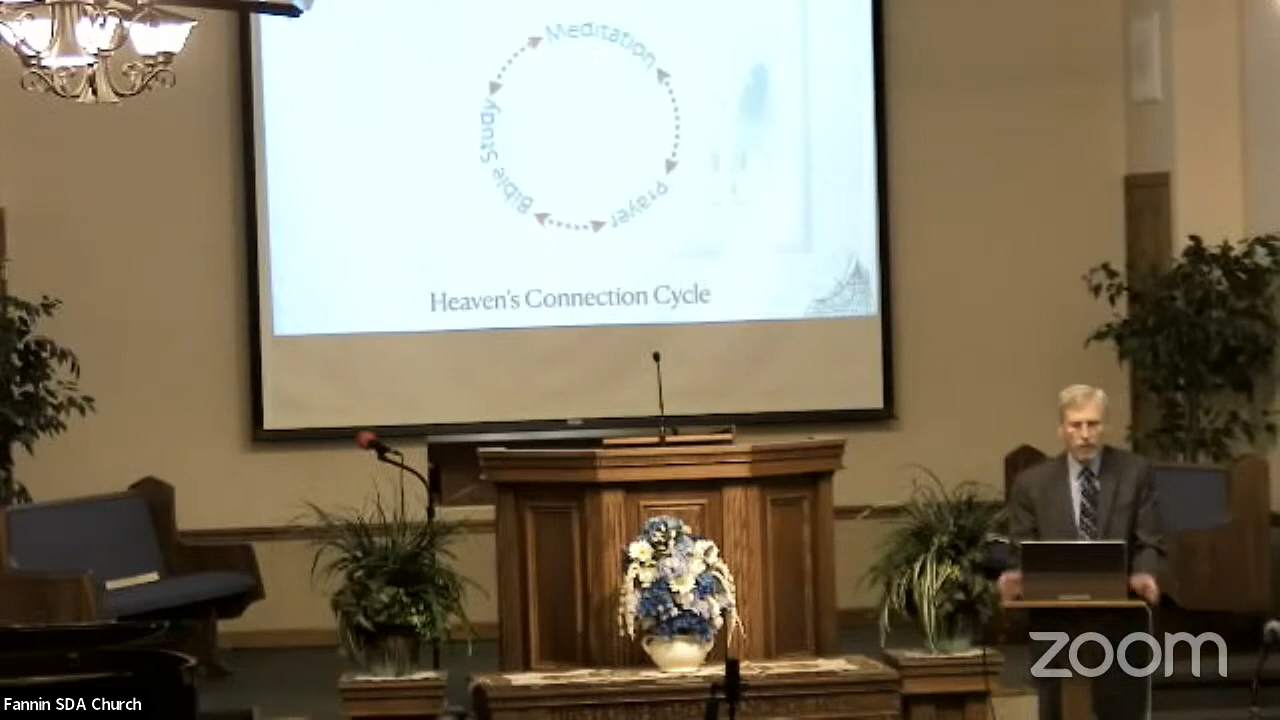 Meditation
Bible Study
Prayer
Heaven's Connection Cycle
zoom
Fannin SDA Church